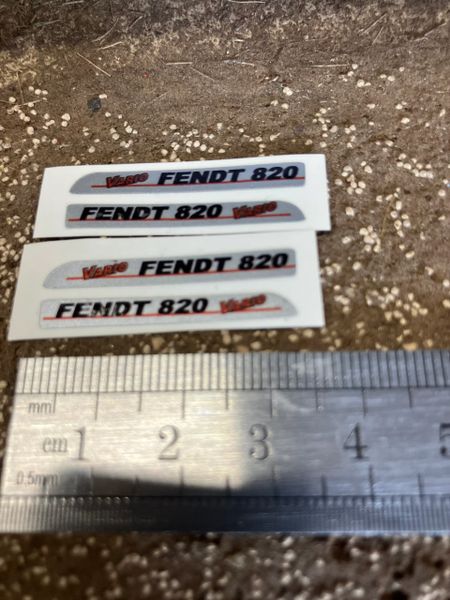 Vario FENDT 820
FENDT 820 Vario
Vario FENDT 820
FENDT 820 Vario
mm
cm 1 2 3 4 5
0.5mm